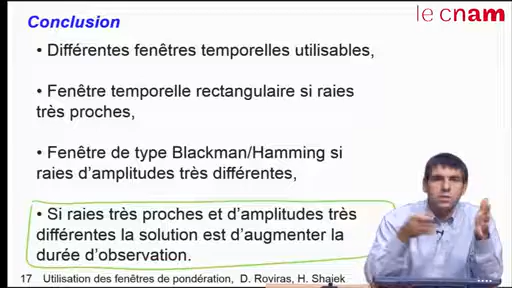 le cnam
Conclusion
• Différentes fenêtres temporelles utilisables,
• Fenêtre temporelle rectangulaire si raies
très proches,
• Fenêtre de type Blackman/Hamming si
raies d'amplitudes très différentes,
• Si raies très proches et d'amplitudes très
différentes la solution est d'augmenter la
durée d'observation.
17 Utilisation des fenêtres de pondération, D. Roviras, H. Shaiek